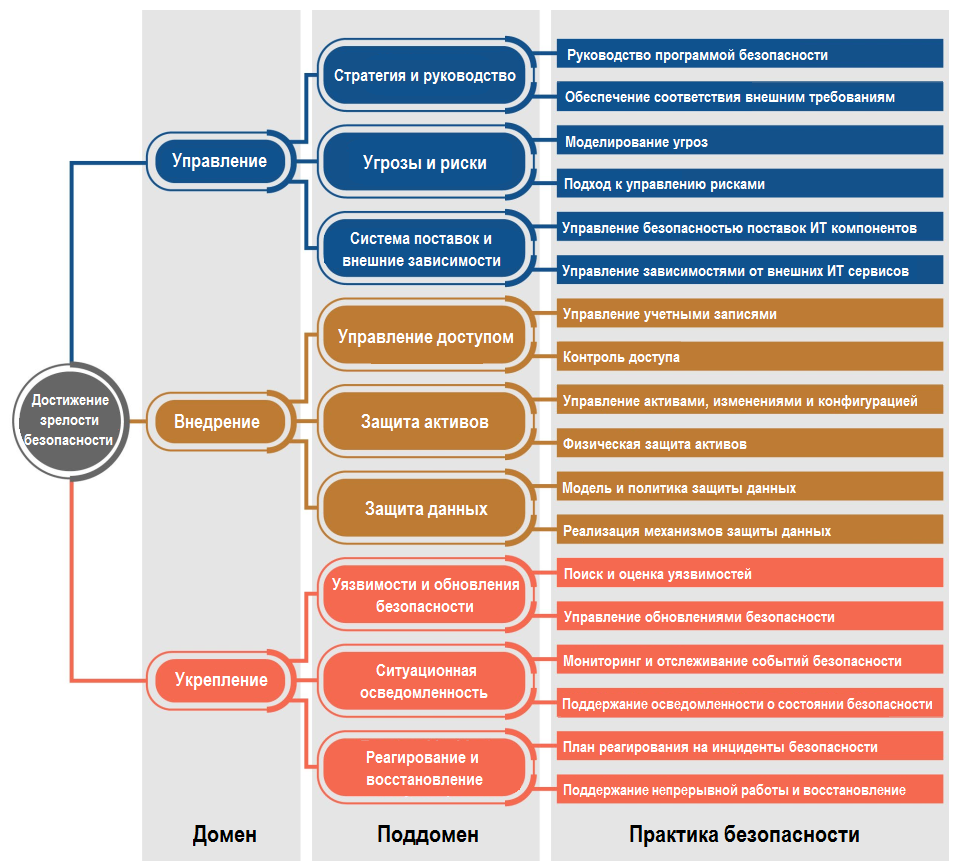 Достижение
зрелости
безопасности
Управление
Стратегия и руководство
Руководство программой безопасности
Обеспечение соответствия внешним требованиям
Угрозы и риски
Моделирование угроз
Подход к управлению рисками
Система поставок и
внешние зависимости
Управление безопасностью поставок ИТ компонентов
Управление зависимостями от внешних ИТ сервисов
Внедрение
Управление доступом
Управление учетными записями
Контроль доступа
Защита активов
Управление активами, изменениями и конфигурацией
Физическая защита активов
Защита данных
Модель и политика защиты данных
Реализация механизмов защиты данных
Укрепление
Уязвимости и обновления
безопасности
Поиск и оценка уязвимостей
Управление обновлениями безопасности
Ситуационная
осведомленность
Мониторинг и отслеживание событий безопасности
Поддержание осведомленности о состоянии безопасности
Реагирование и
восстановление
План реагирования на инциденты безопасности
Поддержание непрерывной работы и восстановление
Домен
Поддомен
Практика безопасности